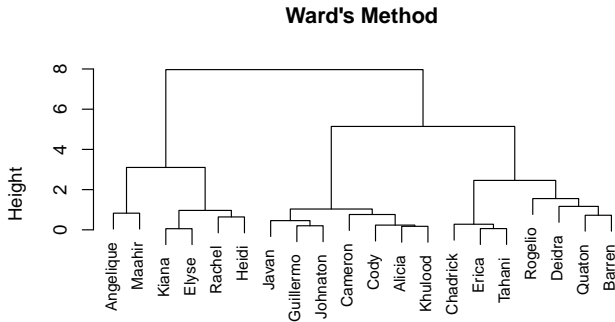 Ward's Method
Height
8
6
4
2
0
Angelique
Maahir
Kiana
Elyse
Rachel
Heidi
Javan
Guillermo
Johnaton
Cameron
Cody
Alicia
Khulood
Chadrick
Erica
Tahani
Rogelio
Deidra
Quaton
Barren